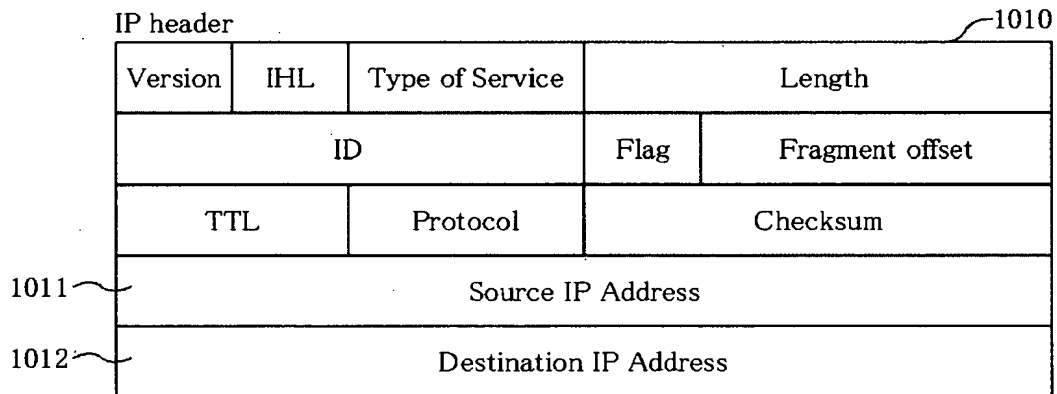 IP header
1010
Version IHL Type of Service Length
ID Flag Fragment offset
TTL Protocol Checksum
1011 Source IP Address
1012 Destination IP Address